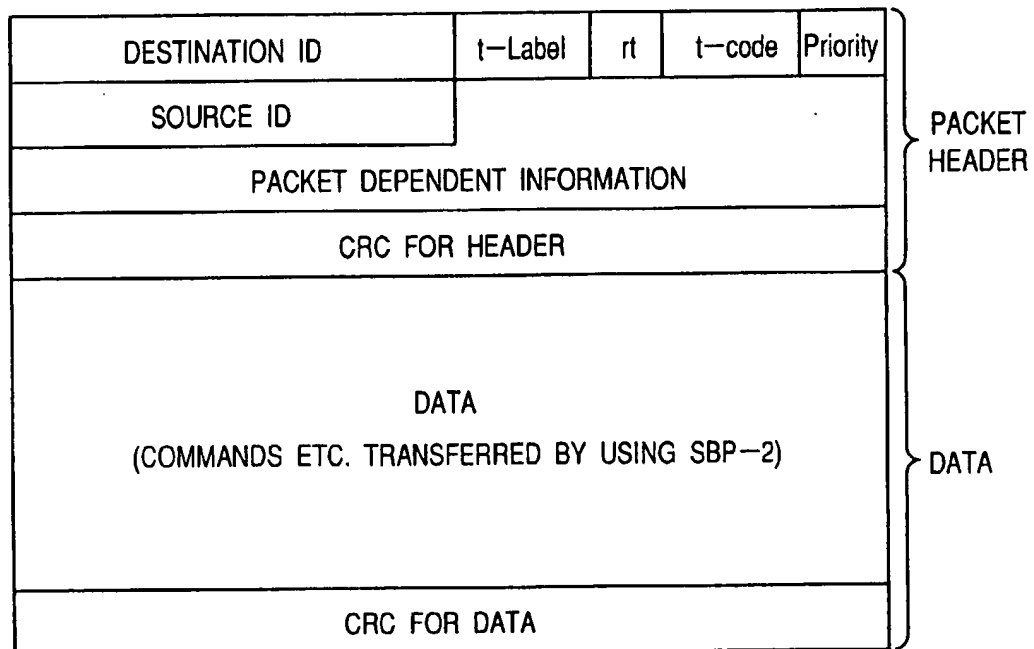 DESTINATION ID t-Label rt t-code Priority
SOURCE ID
PACKET DEPENDENT INFORMATION
CRC FOR HEADER
PACKET
HEADER
DATA
(COMMANDS ETC. TRANSFERRED BY USING SBP-2)
DATA
CRC FOR DATA